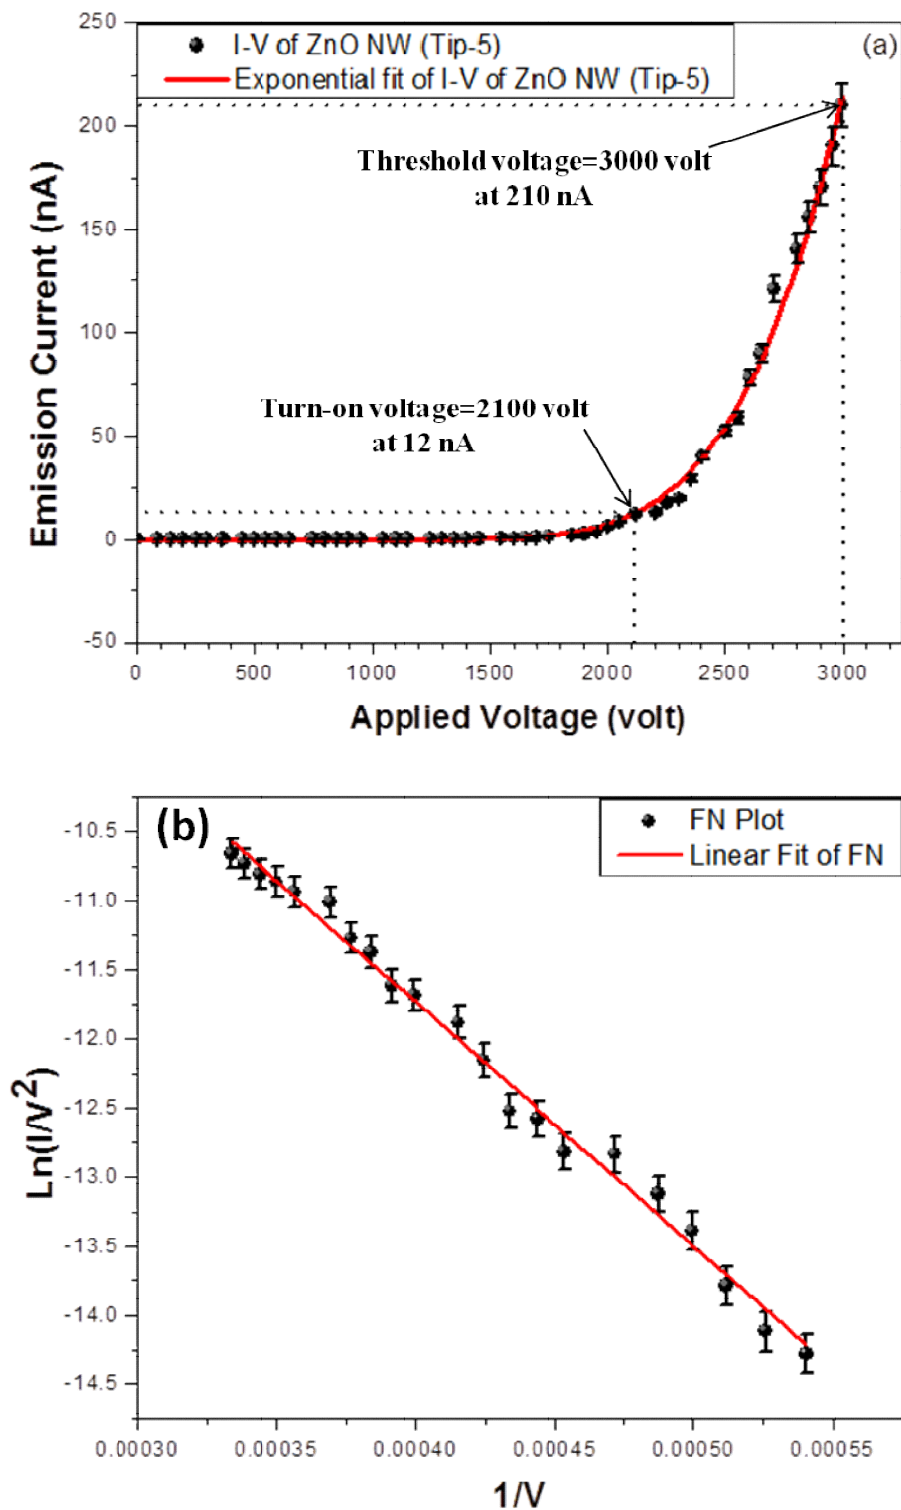 (a)
I-V of ZnO NW (Tip-5)
Exponential fit of I-V of ZnO NW (Tip-5)
Threshold voltage=3000 volt
at 210 nA
Turn-on voltage=2100 volt
at 12 nA
Emission Current (nA)
250
200
150
100
50
0
-50
0 500 1000 1500 2000 2500 3000
Applied Voltage (volt)
(b)
FN Plot
Linear Fit of FN
Ln(I/V²)
-10.5
-11.0
-11.5
-12.0
-12.5
-13.0
-13.5
-14.0
-14.5
0.00030 0.00035 0.00040 0.00045 0.00050 0.00055
1/V